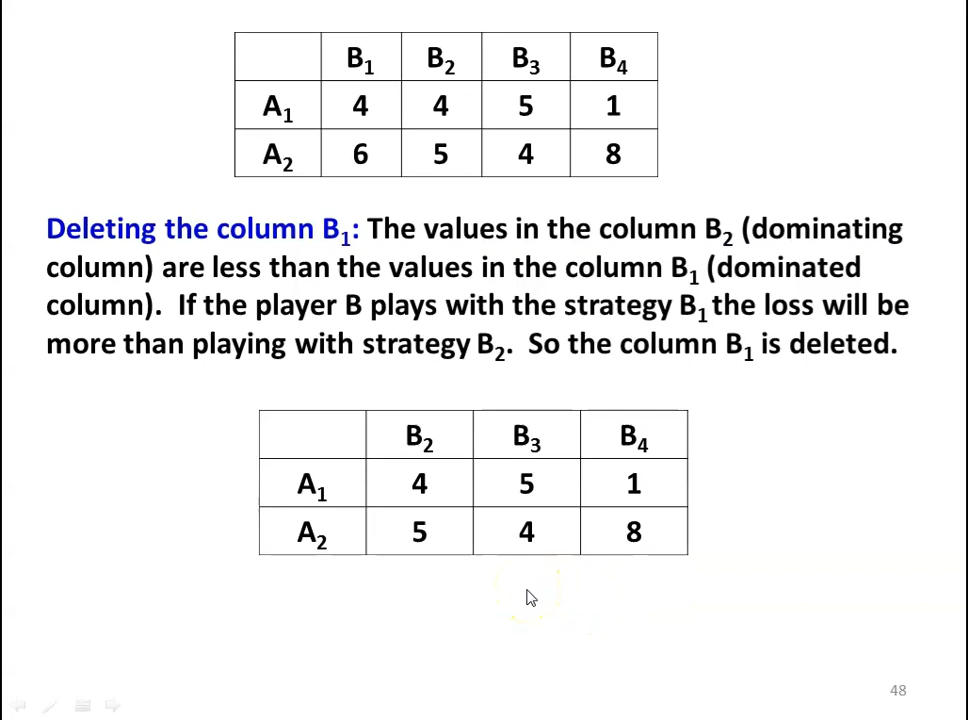 B₁ B₂ B₃ B₄
A₁ 4 4 5 1
A₂ 6 5 4 8
Deleting the column B₁: The values in the column B₂ (dominating
column) are less than the values in the column B₁ (dominated
column). If the player B plays with the strategy B₁ the loss will be
more than playing with strategy B₂. So the column B₁ is deleted.
B₂ B₃ B₄
A₁ 4 5 1
A₂ 5 4 8
48